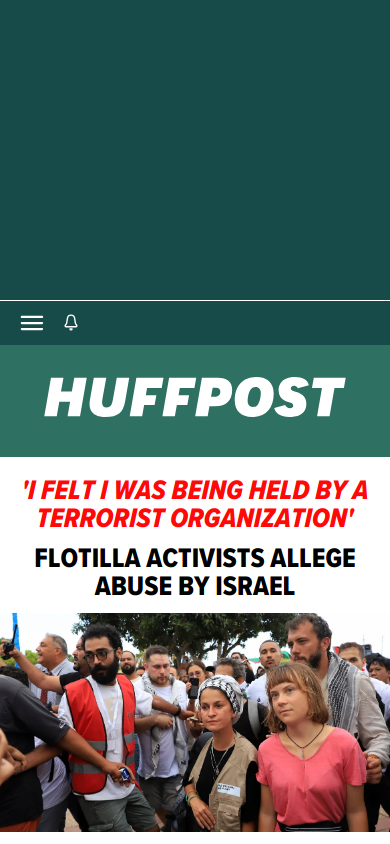 HUFFPOST
'I FELT I WAS BEING HELD BY A
TERRORIST ORGANIZATION'
FLOTILLA ACTIVISTS ALLEGE
ABUSE BY ISRAEL